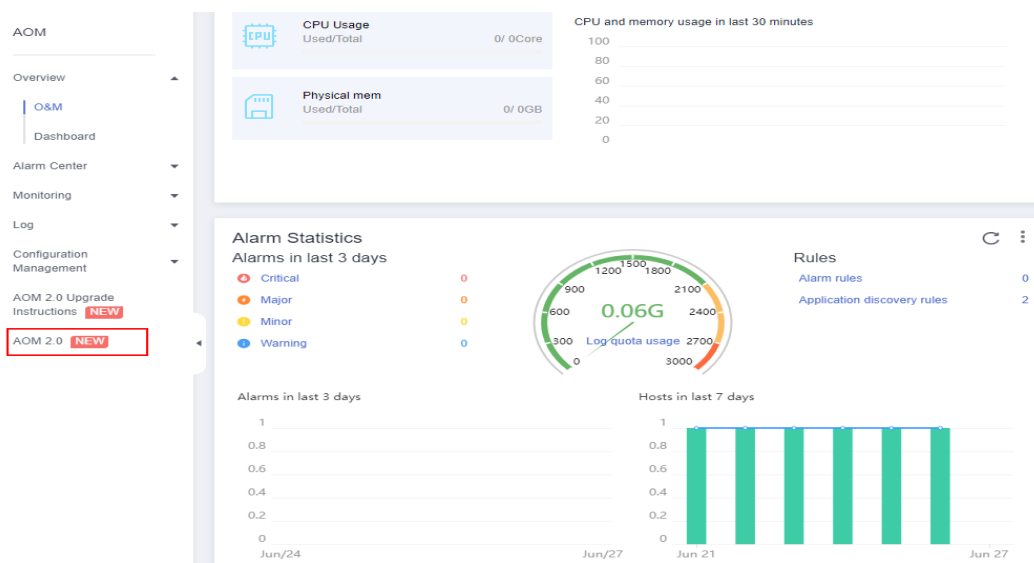 AOM
Overview
O&M
Dashboard
Alarm Center
Monitoring
Log
Configuration
Management
AOM 2.0 Upgrade
Instructions NEW
AOM 2.0 NEW
CPU
CPU Usage
Used/Total 0/ 0Core
Physical mem
Used/Total 0/ 0GB
CPU and memory usage in last 30 minutes
100
80
60
40
20
0
Alarm Statistics
Alarms in last 3 days
Critical 0
Major 0
Minor 0
Warning 0
0
300
600
900
1200
1500
1800
2100
2400
2700
3000
0.06G
Log quota usage
Rules
Alarm rules 0
Application discovery rules 2
Alarms in last 3 days
1
0.8
0.6
0.4
0.2
0
Jun/24 Jun/27
Hosts in last 7 days
1
0.8
0.6
0.4
0.2
0
Jun 21 Jun 27